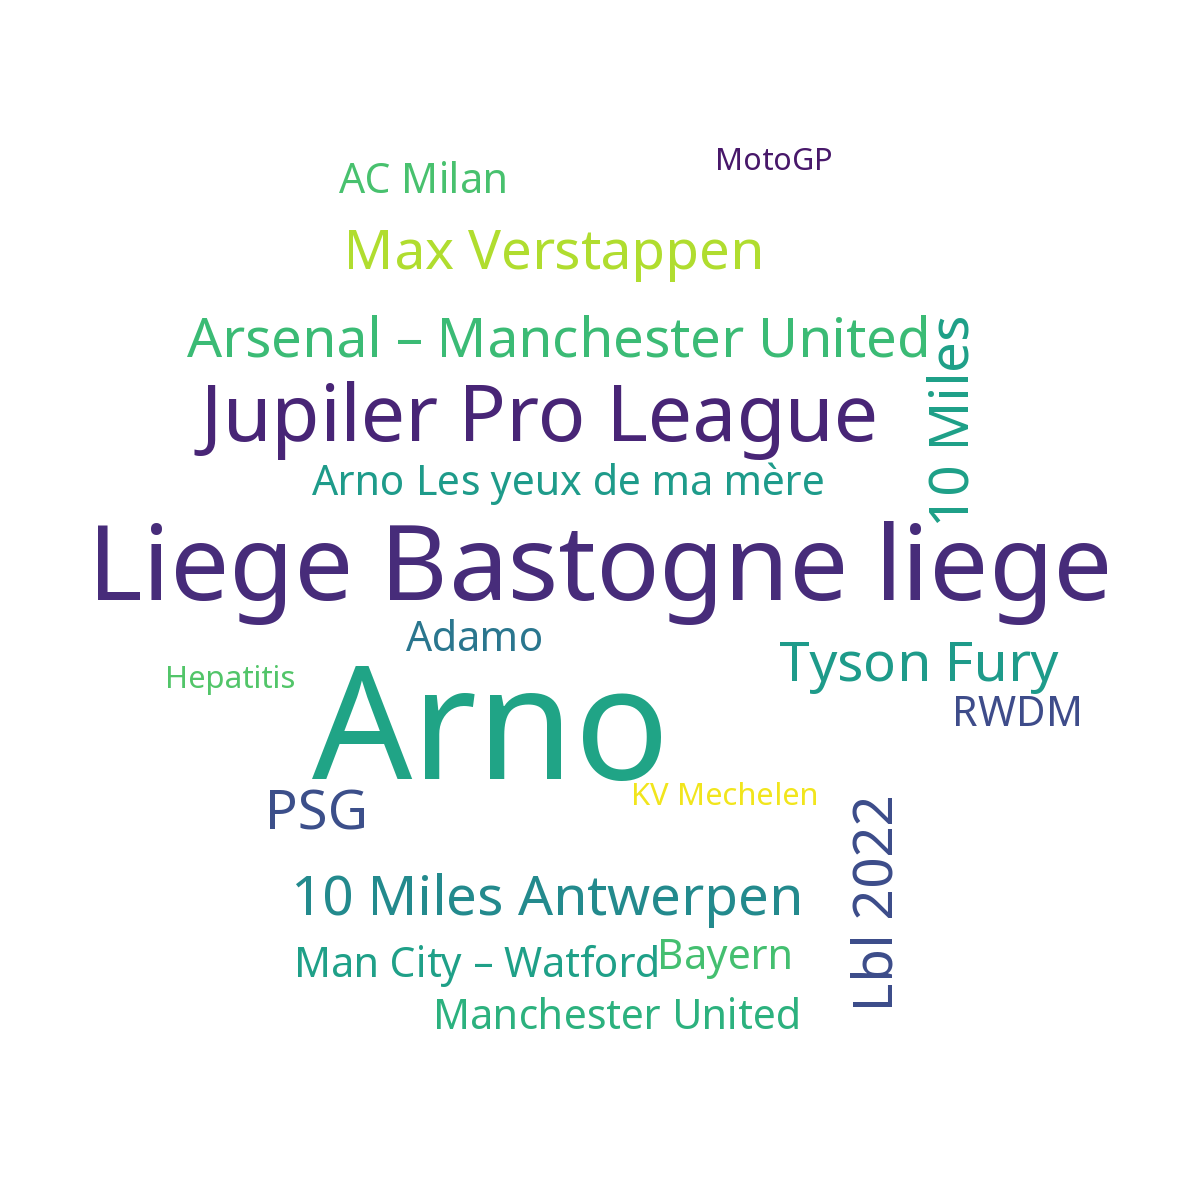 MotoGP
AC Milan
Max Verstappen
Arsenal – Manchester United
10 Miles
Jupiler Pro League
Arno Les yeux de ma mère
Liege Bastogne liege
Adamo
Tyson Fury
Hepatitis
Arno
RWDM
PSG
KV Mechelen
Lbl 2022
10 Miles Antwerpen
Man City – Watford
Bayern
Manchester United